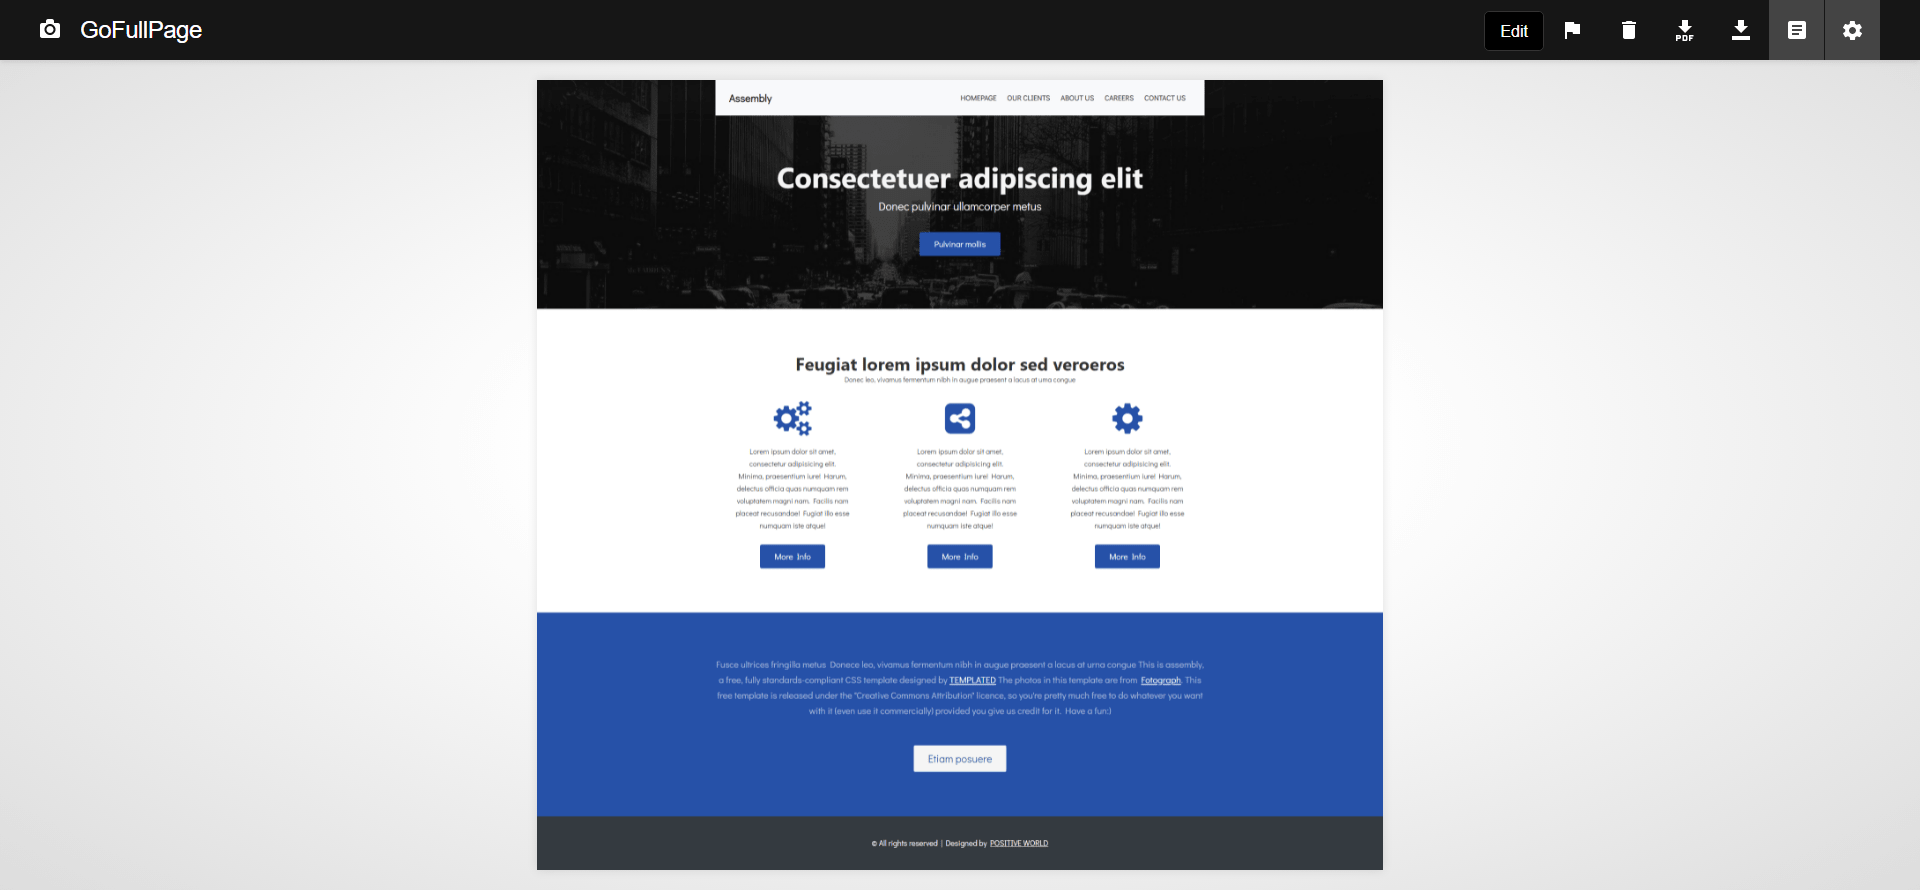 GoFullPage
Edit
PDF
Assembly
HOMEPAGE OUR CLIENTS ABOUT US CAREERS CONTACT US
Consectetuer adipiscing elit
Donec pulvinar ullamcorper metus
Pulvinar mollis
Feugiat lorem ipsum dolor sed veroeros
Donec leo, vivamus fermentum nibh in augue praesent a lacus at urna congue
Lorem ipsum dolor sit amet,
consectetur adipisicing elit.
Minima, praesentium iure! Harum,
delectus officia quas numquam rem
voluptatem magni nam. Facilis nam
placeat recusandae! Fugiat illo esse
numquam iste atque!
More Info
Lorem ipsum dolor sit amet,
consectetur adipisicing elit.
Minima, praesentium iure! Harum,
delectus officia quas numquam rem
voluptatem magni nam. Facilis nam
placeat recusandae! Fugiat illo esse
numquam iste atque!
More Info
Lorem ipsum dolor sit amet,
consectetur adipisicing elit.
Minima, praesentium iure! Harum,
delectus officia quas numquam rem
voluptatem magni nam. Facilis nam
placeat recusandae! Fugiat illo esse
numquam iste atque!
More Info
Fusce ultrices fringilla metus Donece leo, vivamus fermentum nibh in augue praesent a lacus at urna congue This is assembly,
a free, fully standards-compliant CSS template designed by TEMPLATED The photos in this template are from Fotograph. This
free template is released under the "Creative Commons Attribution" licence, so you're pretty much free to do whatever you want
with it (even use it commercially) provided you give us credit for it. Have a fun:)
Etiam posuere
© All rights reserved | Designed by POSITIVE WORLD